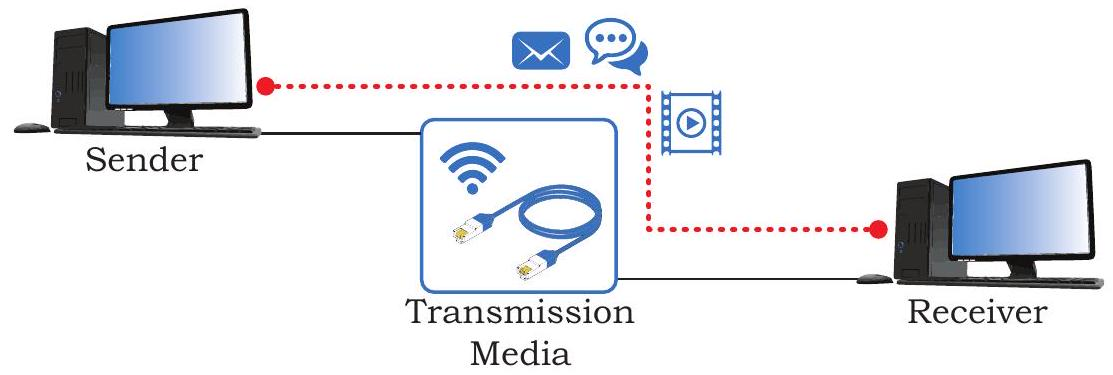 Sender
Transmission
Media
Receiver